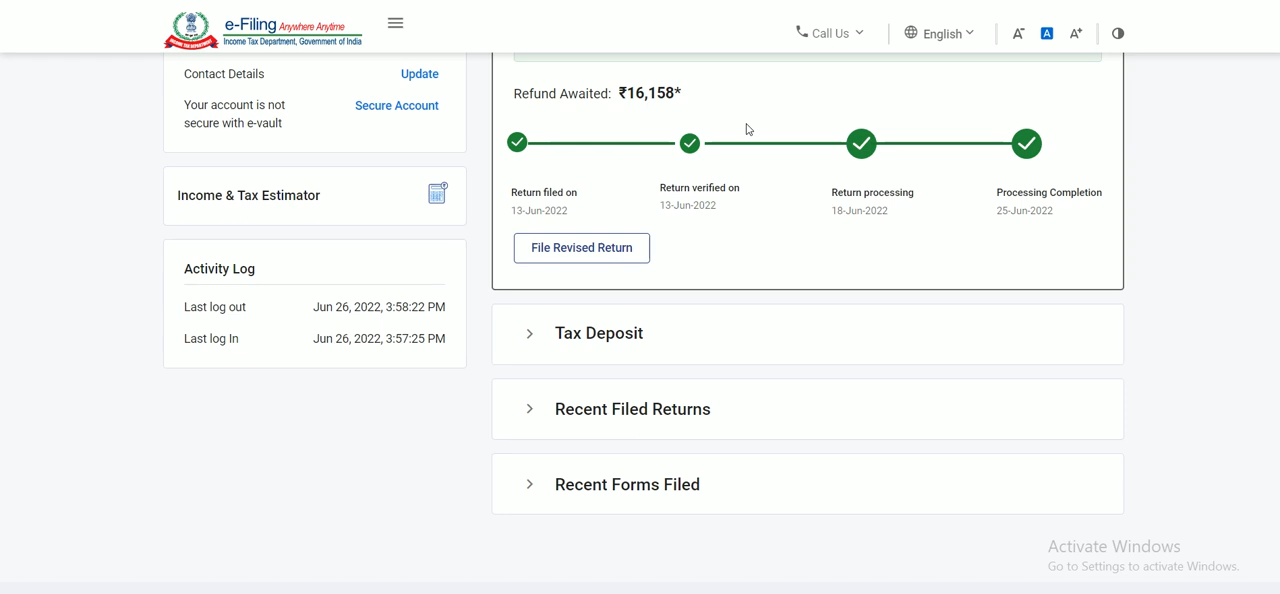 e-Filing Anywhere Anytime
Income Tax Department, Government of India
Call Us
English
A-
A
A+
Contact Details
Update
Your account is not
secure with e-vault
Secure Account
Income & Tax Estimator
Activity Log
Last log out
Jun 26, 2022, 3:58:22 PM
Last log In
Jun 26, 2022, 3:57:25 PM
Refund Awaited: ₹16,158*
Return filed on
13-Jun-2022
Return verified on
13-Jun-2022
Return processing
18-Jun-2022
Processing Completion
25-Jun-2022
File Revised Return
Tax Deposit
Recent Filed Returns
Recent Forms Filed
Activate Windows
Go to Settings to activate Windows.